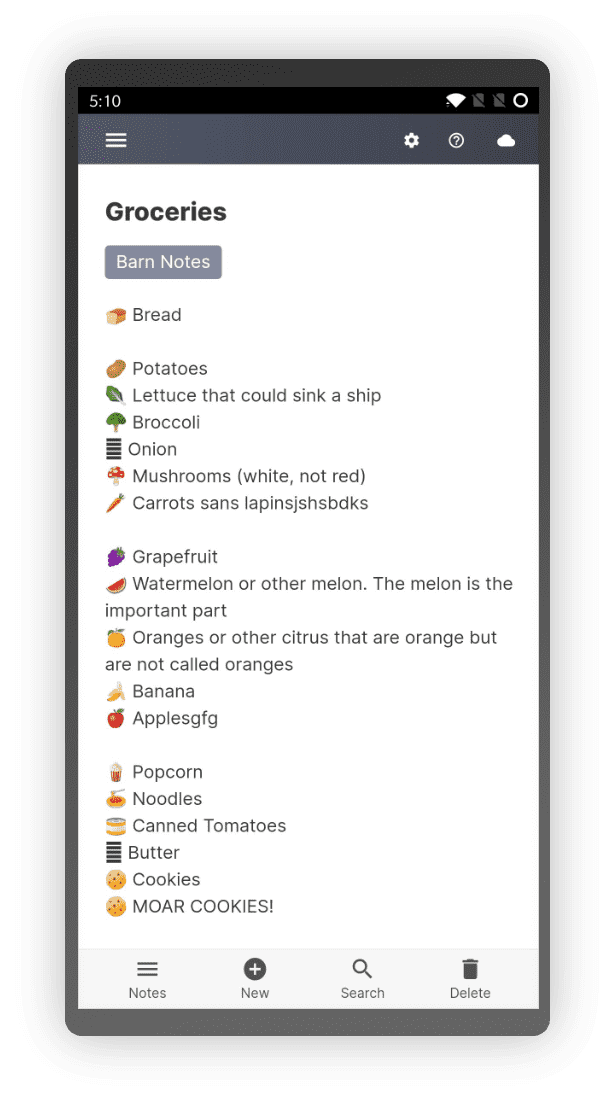 5:10
Groceries
Barn Notes
🍞 Bread
🥔 Potatoes
🥬 Lettuce that could sink a ship
🥦 Broccoli
Onion
🍄 Mushrooms (white, not red)
🥕 Carrots sans lapinsjshsbdks
🍇 Grapefruit
🍉 Watermelon or other melon. The melon is the
important part
🍊 Oranges or other citrus that are orange but
are not called oranges
🍌 Banana
🍎 Applesgfg
🍿 Popcorn
🍝 Noodles
🥫 Canned Tomatoes
Butter
🍪 Cookies
🍪 MOAR COOKIES!
Notes
New
Search
Delete